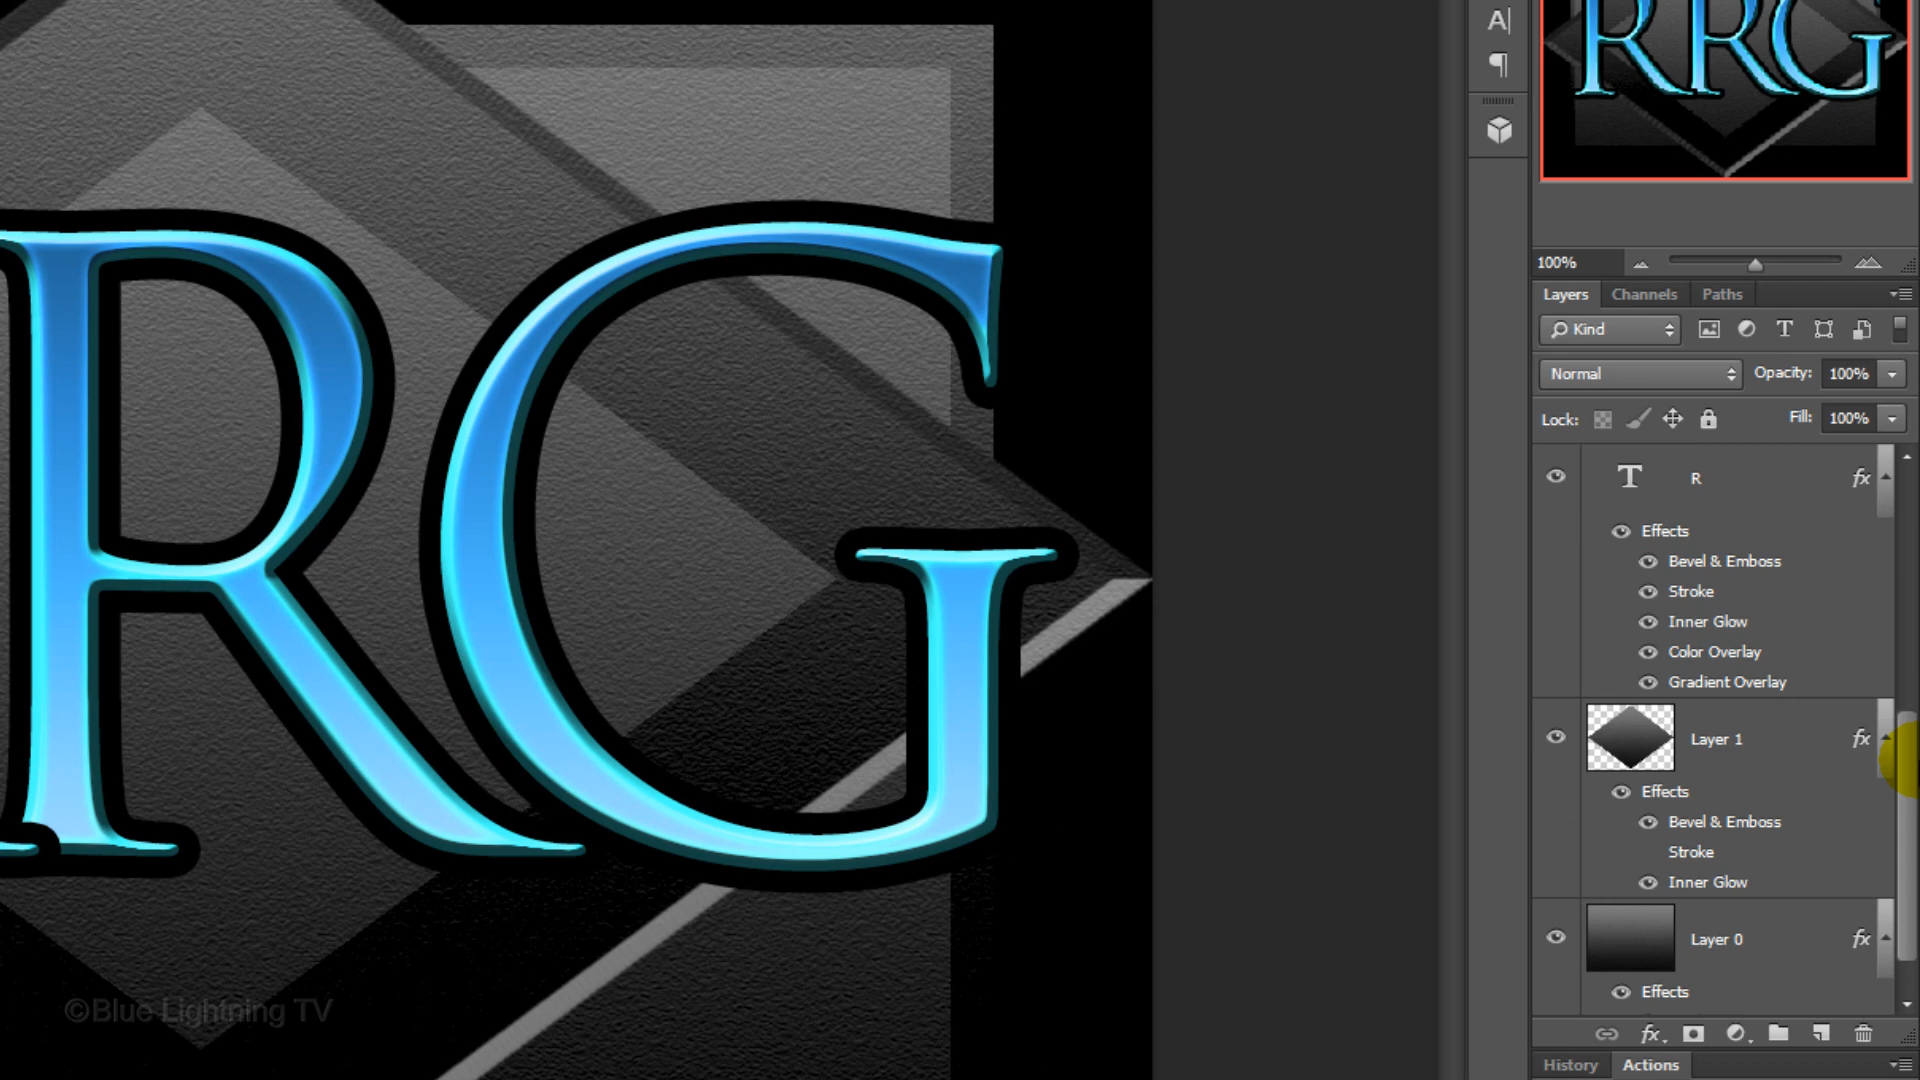 A|
¶
RRG
RG
100%
Layers Channels Paths
Kind T
Normal Opacity: 100%
Lock: Fill: 100%
T R fx
Effects
Bevel & Emboss
Stroke
Inner Glow
Color Overlay
Gradient Overlay
Layer 1 fx
Effects
Bevel & Emboss
Stroke
Inner Glow
Layer 0 fx
Effects
fx
History Actions
©Blue Lightning TV